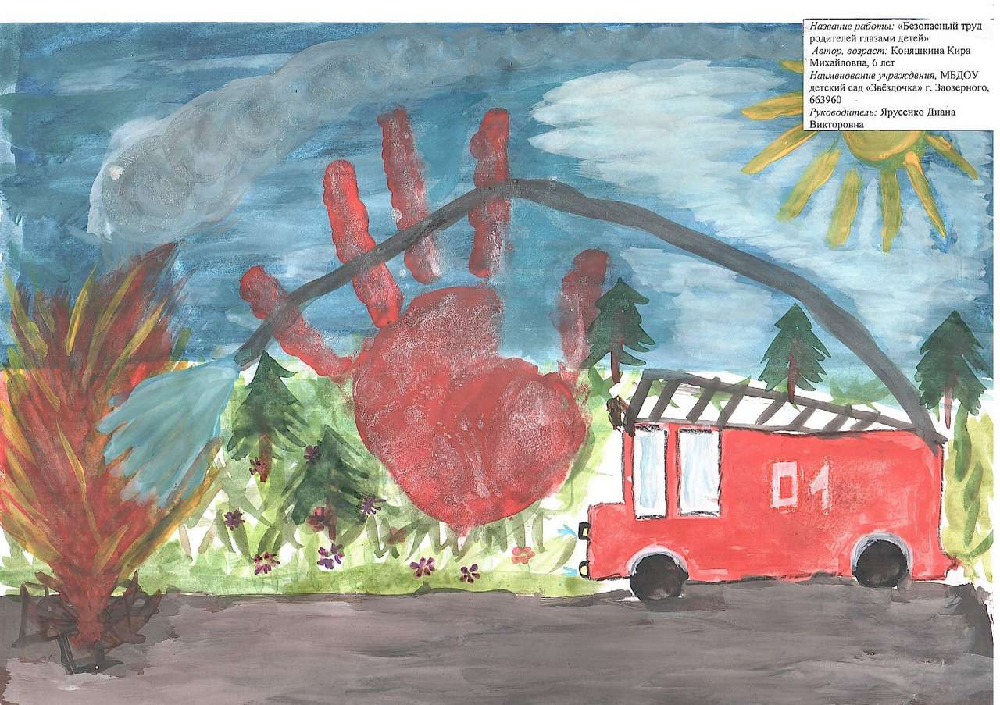 Название работы: «Безопасный труд
родителей глазами детей»
Автор, возраст: Коняшкина Кира
Михайловна, 6 лет
Наименование учреждения, МБДОУ
детский сад «Звёздочка» г. Заозерного,
663960
Руководитель: Ярусенко Диана
Викторовна
01